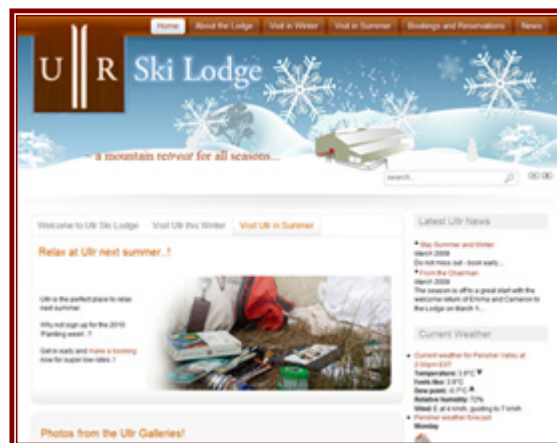 Home About the Lodge Visit in Winter Visit in Summer Bookings and Reservations News
U R Ski Lodge
- a mountain retreat for all seasons...
search...
Welcome to Ullr Ski Lodge Visit Ullr this Winter Visit Ullr in Summer
Relax at Ullr next summer..!
Ullr is the perfect place to relax
next summer.
Why not sign up for the 2010
'Painting week'..?
Get in early and make a booking
now for super low rates..!
Photos from the Ullr Galleries!
Latest Ullr News
Stay Summer and Winter
March 2009
Do not miss out - book early...
From the Chairman
March 2009
The season is off to a great start with the
welcome return of Emma and Cameron to
the Lodge on March 1...
Current Weather
Current weather for Perisher Valley at
2:00pm EST
Temperature: 3.9°C
Feels like: 3.9°C
Dew point: -0.7°C
Relative humidity: 72%
Wind: E at 4 km/h, gusting to 7 km/h
Perisher weather forecast
Monday